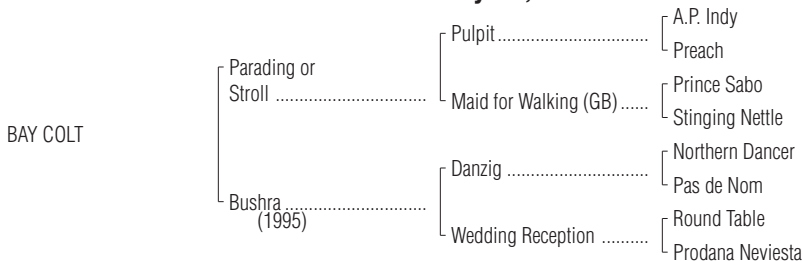 BAY COLT
Parading or
Stroll ..............................
Bushra ............................
(1995)
Pulpit ..............................
Maid for Walking (GB) ......
Danzig ............................
Wedding Reception ..........
A.P. Indy
Preach
Prince Sabo
Stinging Nettle
Northern Dancer
Pas de Nom
Round Table
Prodana Neviesta